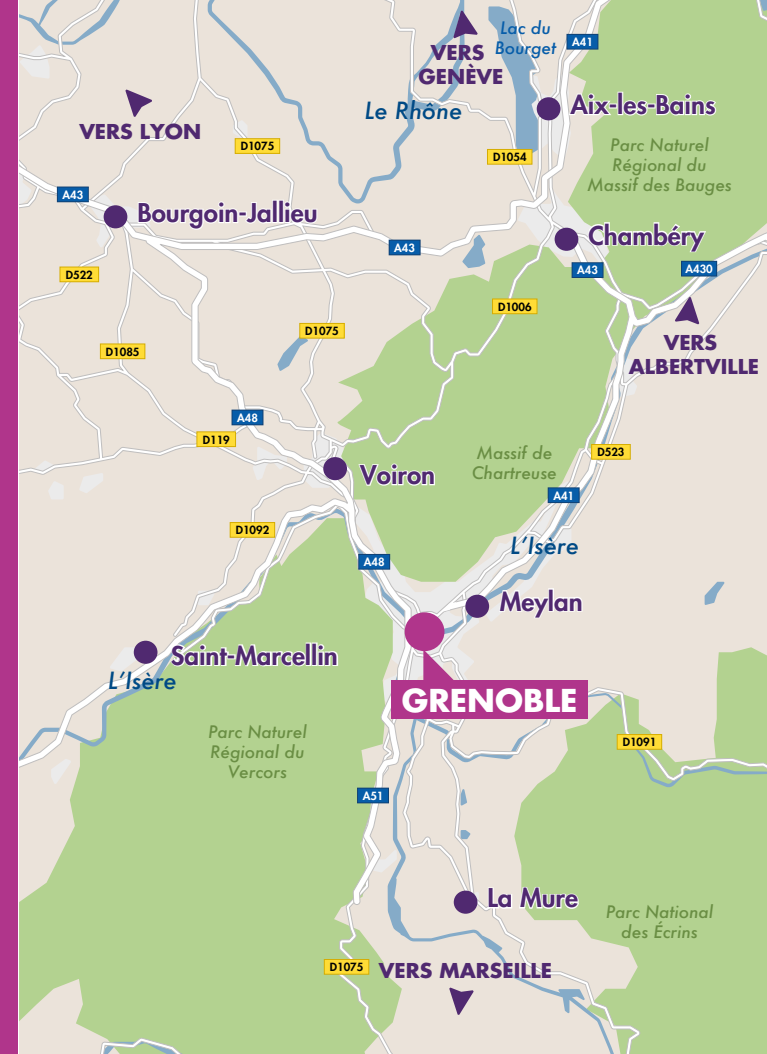 Lac du
Bourget
A41
VERS
GENÈVE
Aix-les-Bains
Le Rhône
VERS LYON
D1075
D1054
Parc Naturel
Régional du
Massif des Bauges
A43
Bourgoin-Jallieu
Chambéry
A43
A43
A430
D522
D1006
D1075
VERS
ALBERTVILLE
D1085
A48
D119
Massif de
Chartreuse
D523
Voiron
A41
D1092
L'Isère
A48
Meylan
Saint-Marcellin
L'Isère
GRENOBLE
Parc Naturel
Régional du
Vercors
D1091
A51
La Mure
Parc National
des Écrins
D1075
VERS MARSEILLE